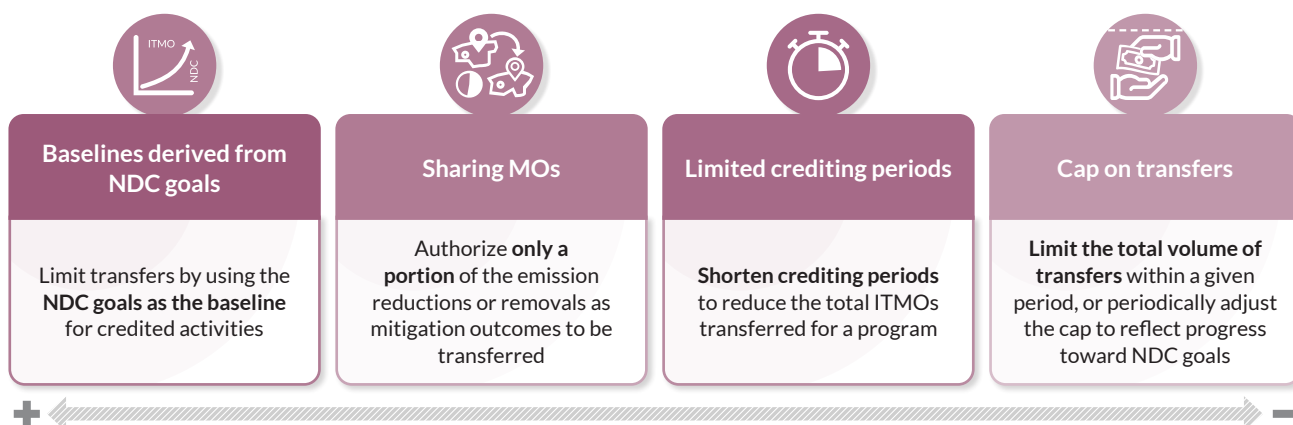 ITMO
NDC
Baselines derived from
NDC goals
Limit transfers by using the
NDC goals as the baseline
for credited activities
Sharing MOs
Authorize only a
portion of the emission
reductions or removals as
mitigation outcomes to be
transferred
Limited crediting periods
Shorten crediting periods
to reduce the total ITMOs
transferred for a program
Cap on transfers
Limit the total volume of
transfers within a given
period, or periodically adjust
the cap to reflect progress
toward NDC goals
+
−